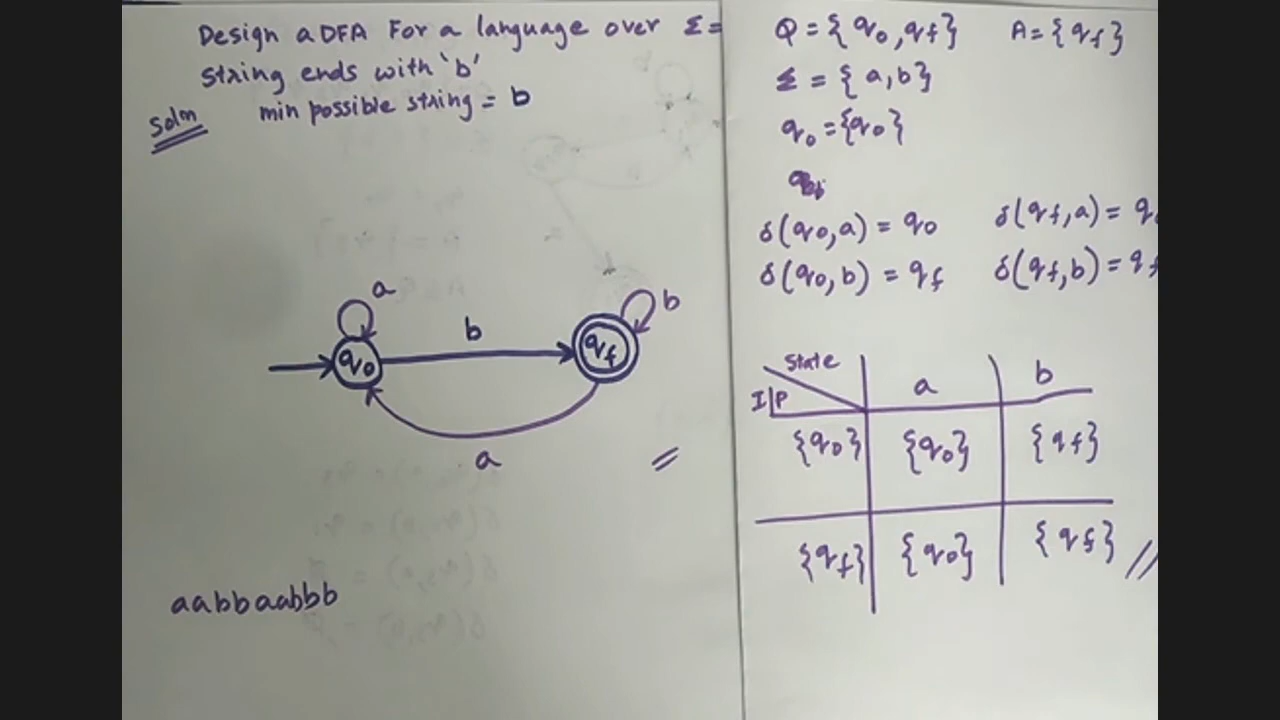 Design a DFA For a language over Σ=
string ends with 'b'
Soln
min possible string = b
a
b
b
q0
qf
a
aabbaabbb
Q = {q0, qf} A = {qf}
Σ = {a, b}
q0 = {q0}
δ(q0,a) = q0 δ(qf,a) =
δ(q0,b) = qf δ(qf,b) = qf
State
I|P a b
{q0} {q0} {qf}
{qf} {q0} {qf}